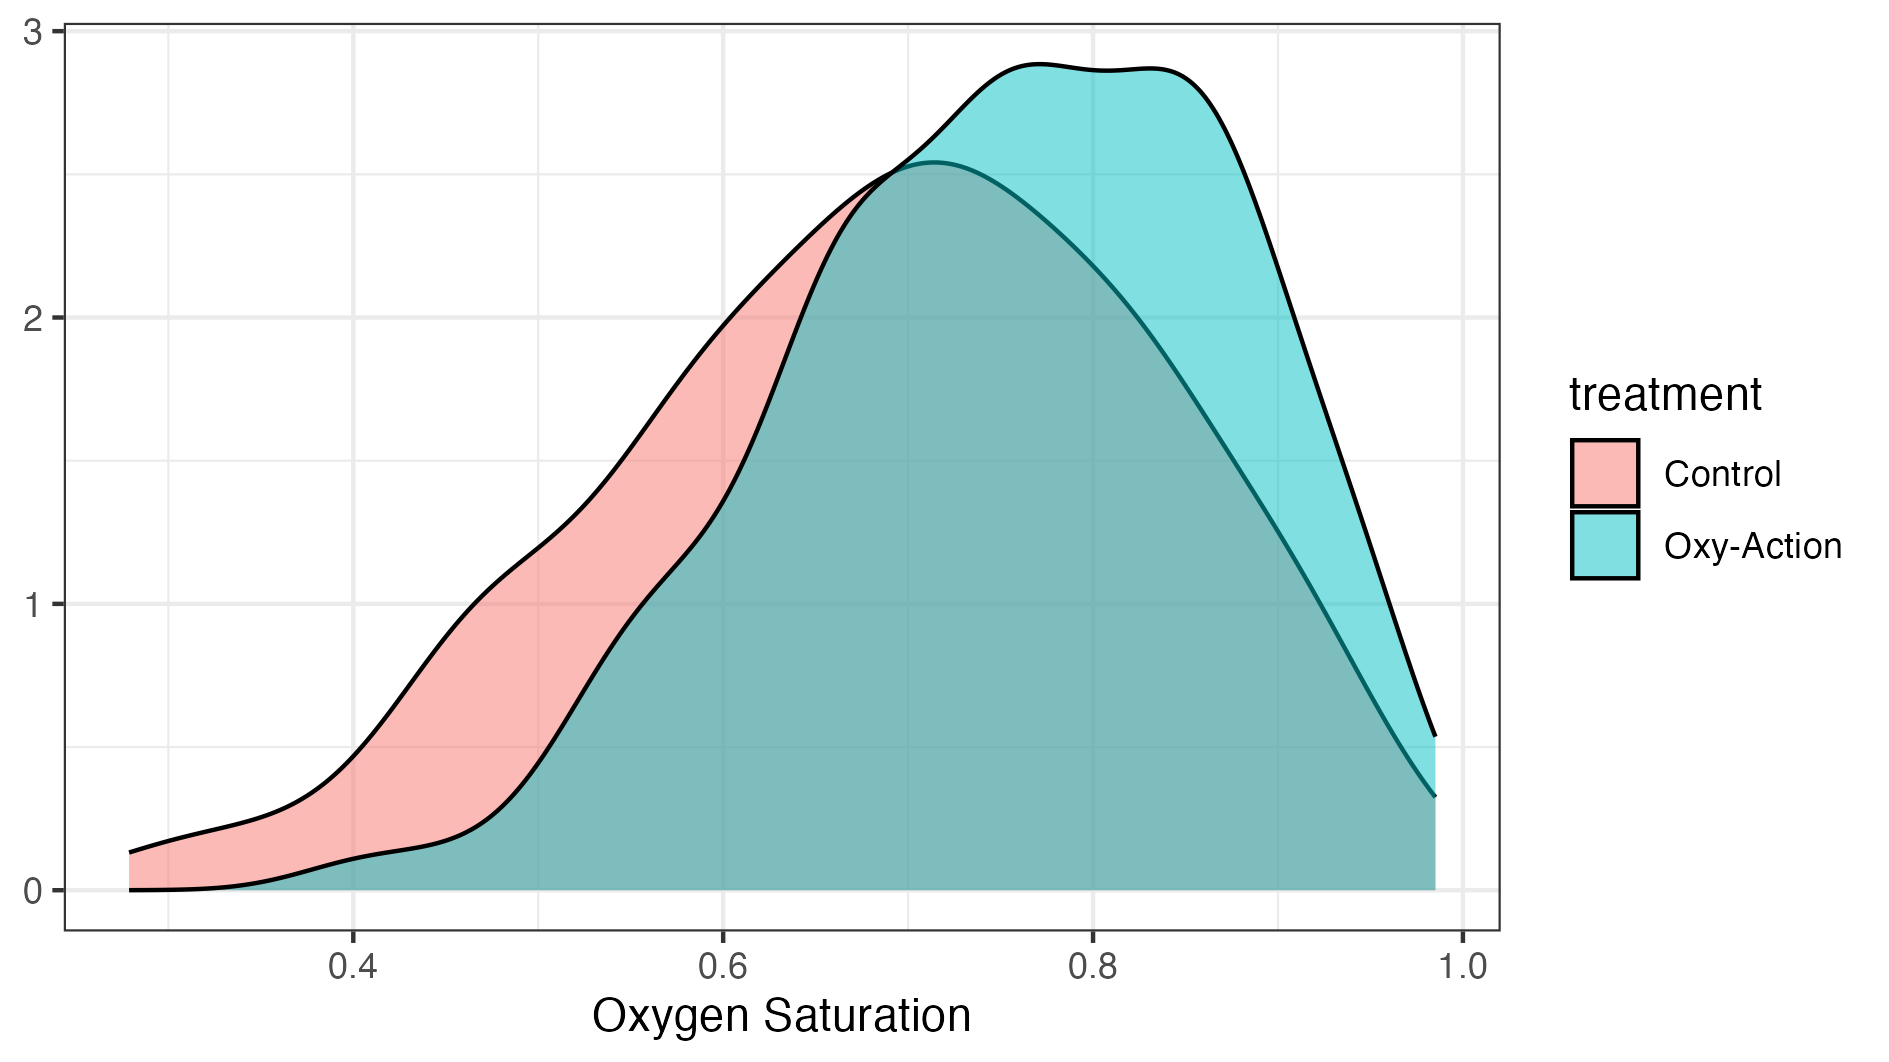 3
2
1
0
0.4 0.6 0.8 1.0
Oxygen Saturation
treatment
Control
Oxy-Action